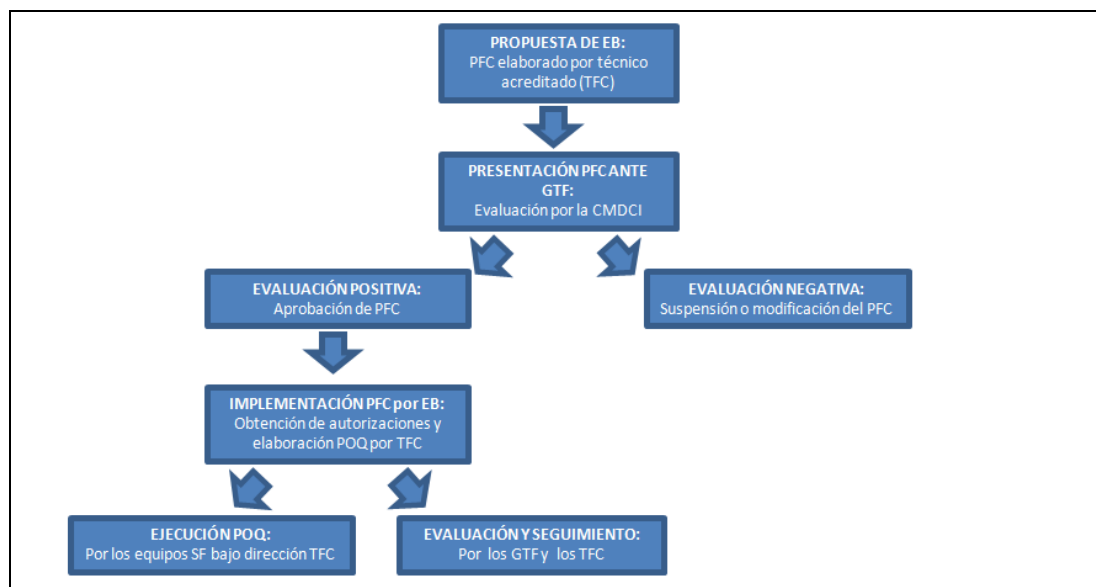 PROPUESTA DE EB:
PFC elaborado por técnico
acreditado (TFC)
PRESENTACIÓN PFC ANTE
GTF:
Evaluación por la CMDCI
EVALUACIÓN POSITIVA:
Aprobación de PFC
EVALUACIÓN NEGATIVA:
Suspensión o modificación del PFC
IMPLEMENTACIÓN PFC por EB:
Obtención de autorizaciones y
elaboración POQ por TFC
EJECUCIÓN POQ:
Por los equipos SF bajo dirección TFC
EVALUACIÓN Y SEGUIMIENTO:
Por los GTF y los TFC